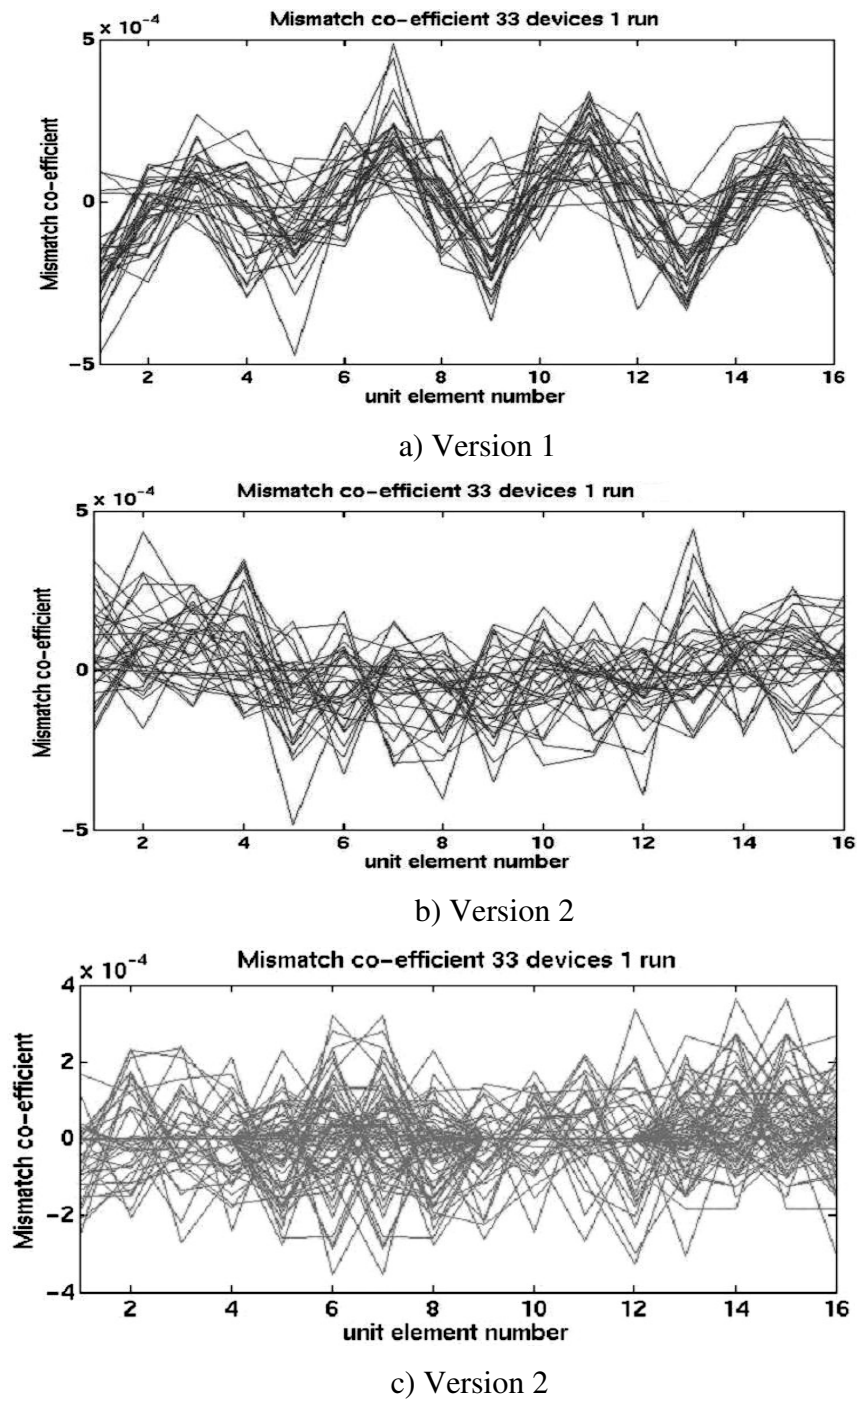 Mismatch co-efficient 33 devices 1 run
× 10⁻⁴
5
0
−5
Mismatch co-efficient
2 4 6 8 10 12 14 16
unit element number
a) Version 1
Mismatch co-efficient 33 devices 1 run
× 10⁻⁴
5
0
−5
Mismatch co-efficient
2 4 6 8 10 12 14 16
unit element number
b) Version 2
Mismatch co-efficient 33 devices 1 run
× 10⁻⁴
4
2
0
−2
−4
Mismatch co-efficient
2 4 6 8 10 12 14 16
unit element number
c) Version 2